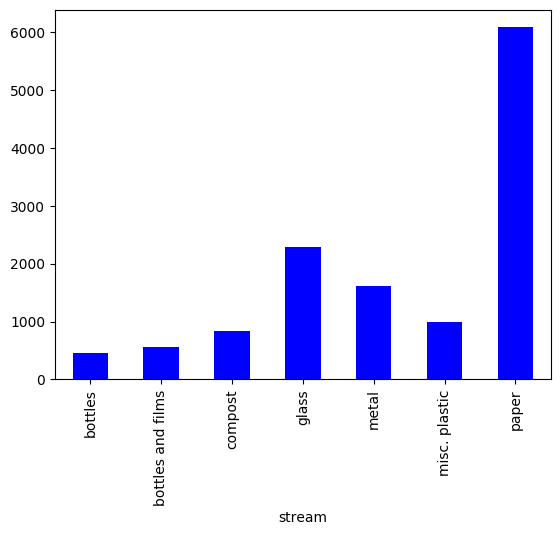 6000
5000
4000
3000
2000
1000
0
bottles
bottles and films
compost
glass
metal
misc. plastic
paper
stream